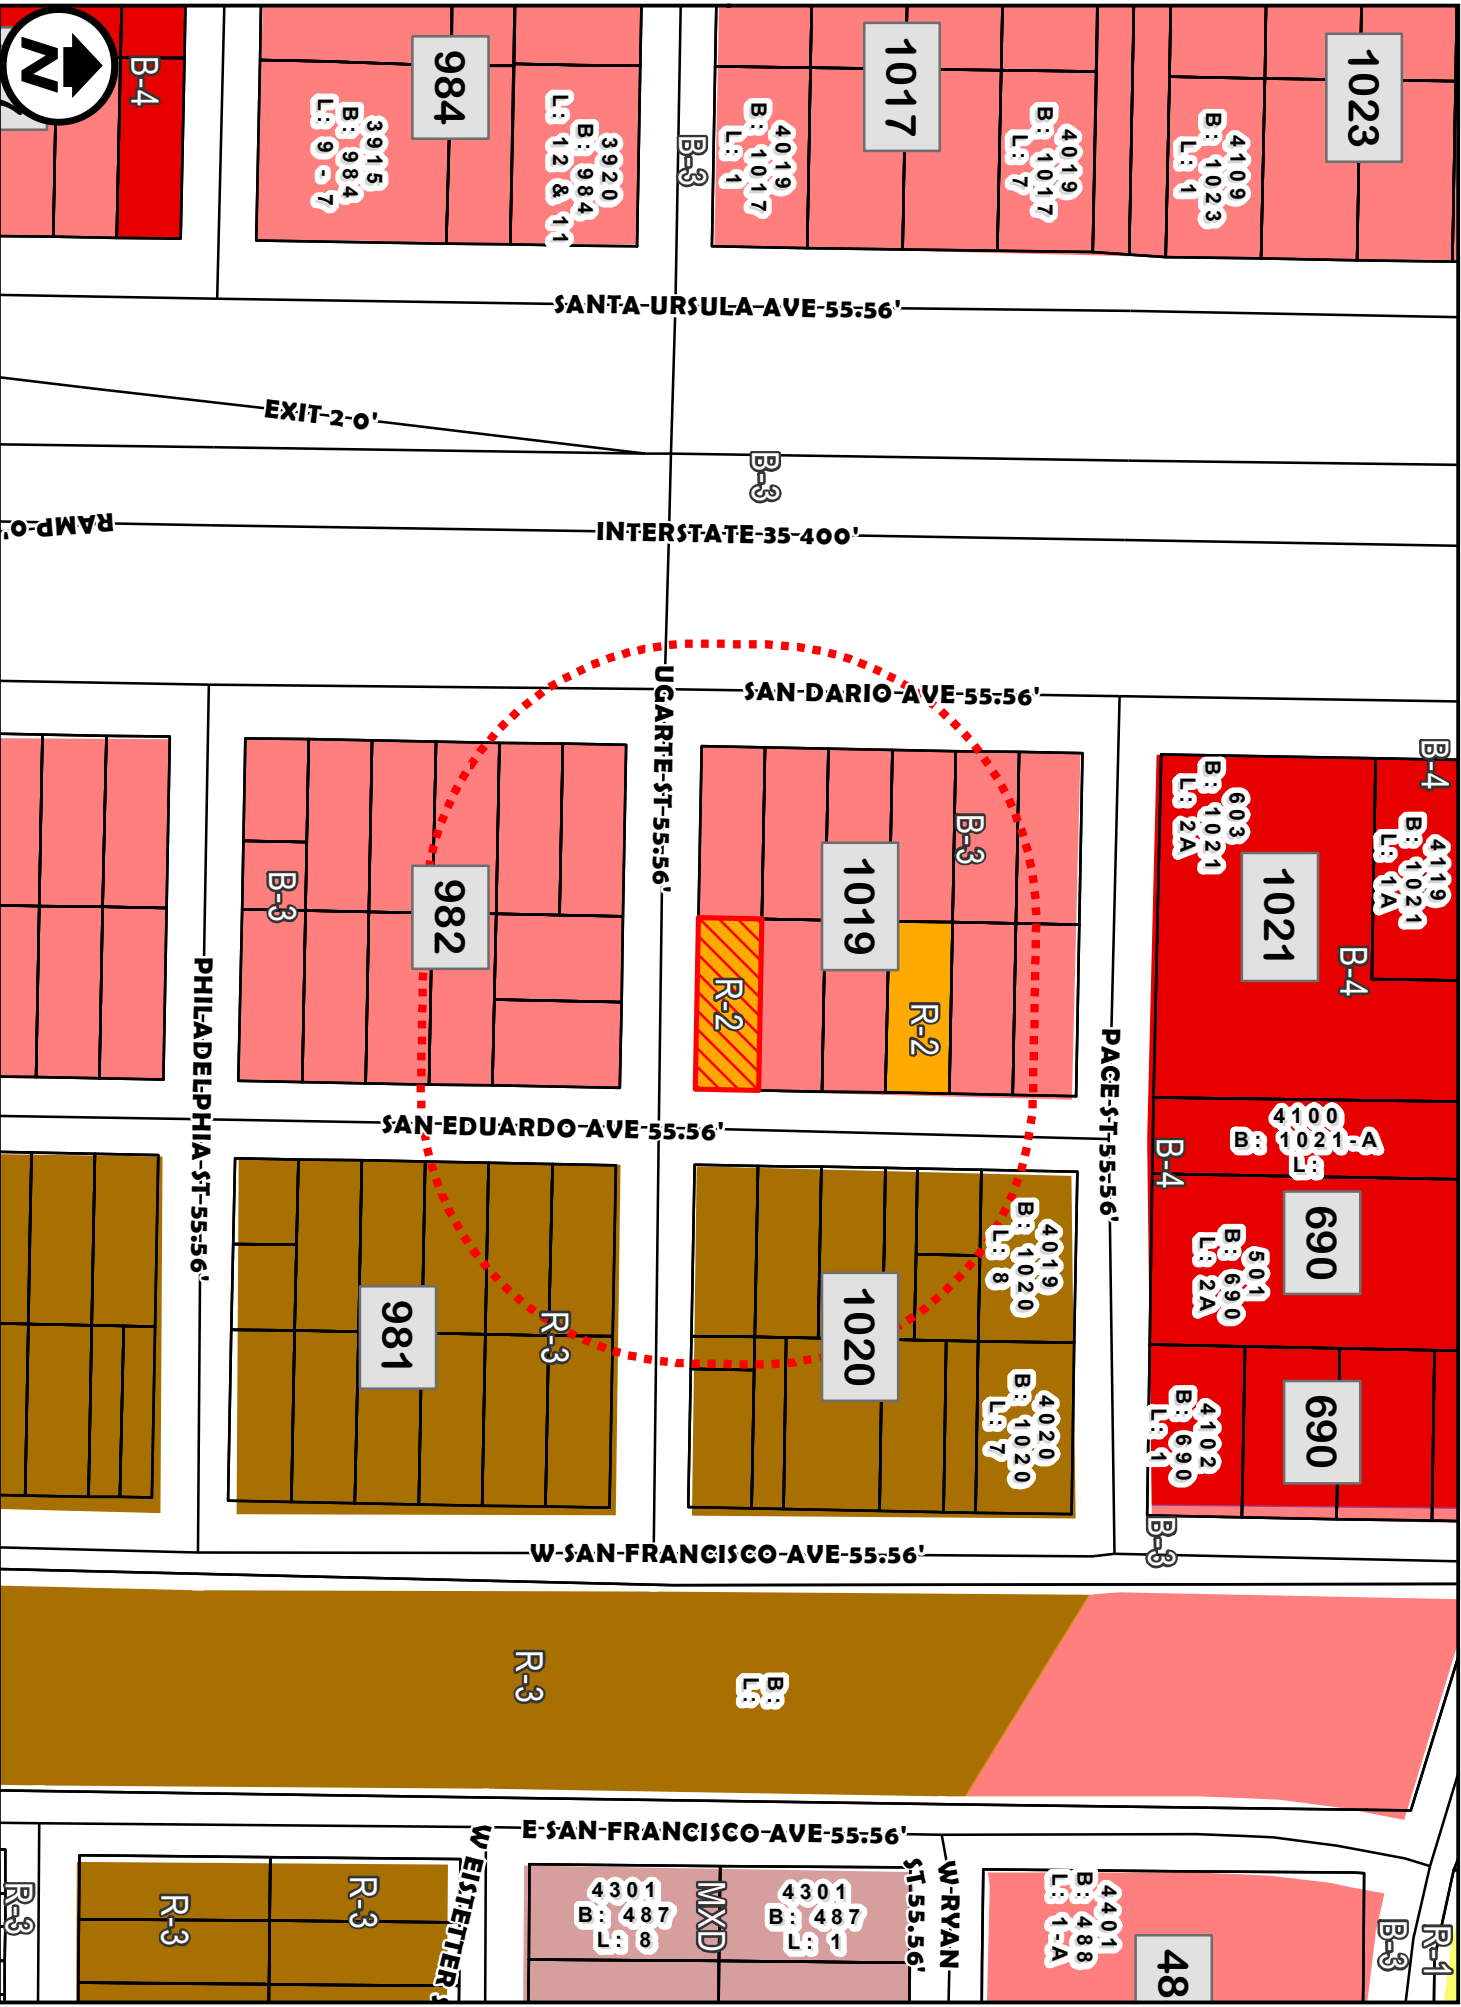 N
B-4
984
3915
B: 984
L: 9 - 7
3920
B: 984
L: 12 & 11
B-3
1017
4019
B: 1017
L: 1
4019
B: 1017
L: 7
1023
4109
B: 1023
L: 1
SANTA URSULA AVE 55.56'
EXIT 2 0'
B-3
RAMP 0'
INTERSTATE 35 400'
SAN DARIO AVE 55.56'
UGARTE ST 55.56'
B-3
982
1019
B-3
R-2
R-2
603
B: 1021
L: 2A
1021
B-4
4119
B: 1021
L: 1A
B-4
PHILADELPHIA ST 55.56'
PACE ST 55.56'
SAN EDUARDO AVE 55.56'
4100
B: 1021-A
L:
B-4
690
501
B: 690
L: 2A
981
R-3
1020
4019
B: 1020
L: 8
4020
B: 1020
L: 7
690
4102
B: 690
L: 1
B-3
W SAN FRANCISCO AVE 55.56'
R-3
B:
L:
E SAN FRANCISCO AVE 55.56'
R-3
R-3
R-3
W EISTETTER S
4301
B: 487
L: 8
MXD
4301
B: 487
L: 1
W RYAN
ST 55.56'
4401
B: 488
L: 1-A
48
B-3
R-1